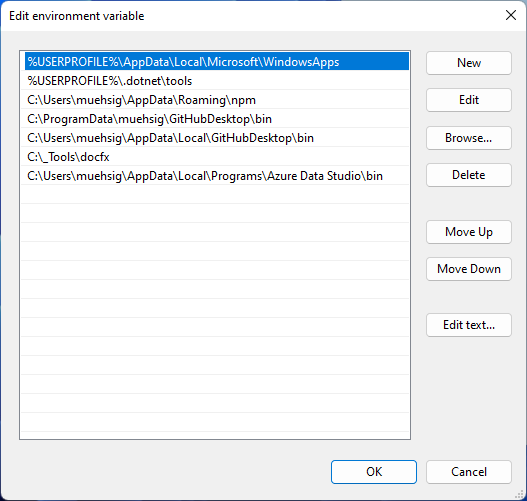 Edit environment variable
%USERPROFILE%\AppData\Local\Microsoft\WindowsApps
%USERPROFILE%\.dotnet\tools
C:\Users\muehsig\AppData\Roaming\npm
C:\ProgramData\muehsig\GitHubDesktop\bin
C:\Users\muehsig\AppData\Local\GitHubDesktop\bin
C:\_Tools\docfx
C:\Users\muehsig\AppData\Local\Programs\Azure Data Studio\bin
New
Edit
Browse...
Delete
Move Up
Move Down
Edit text...
OK
Cancel